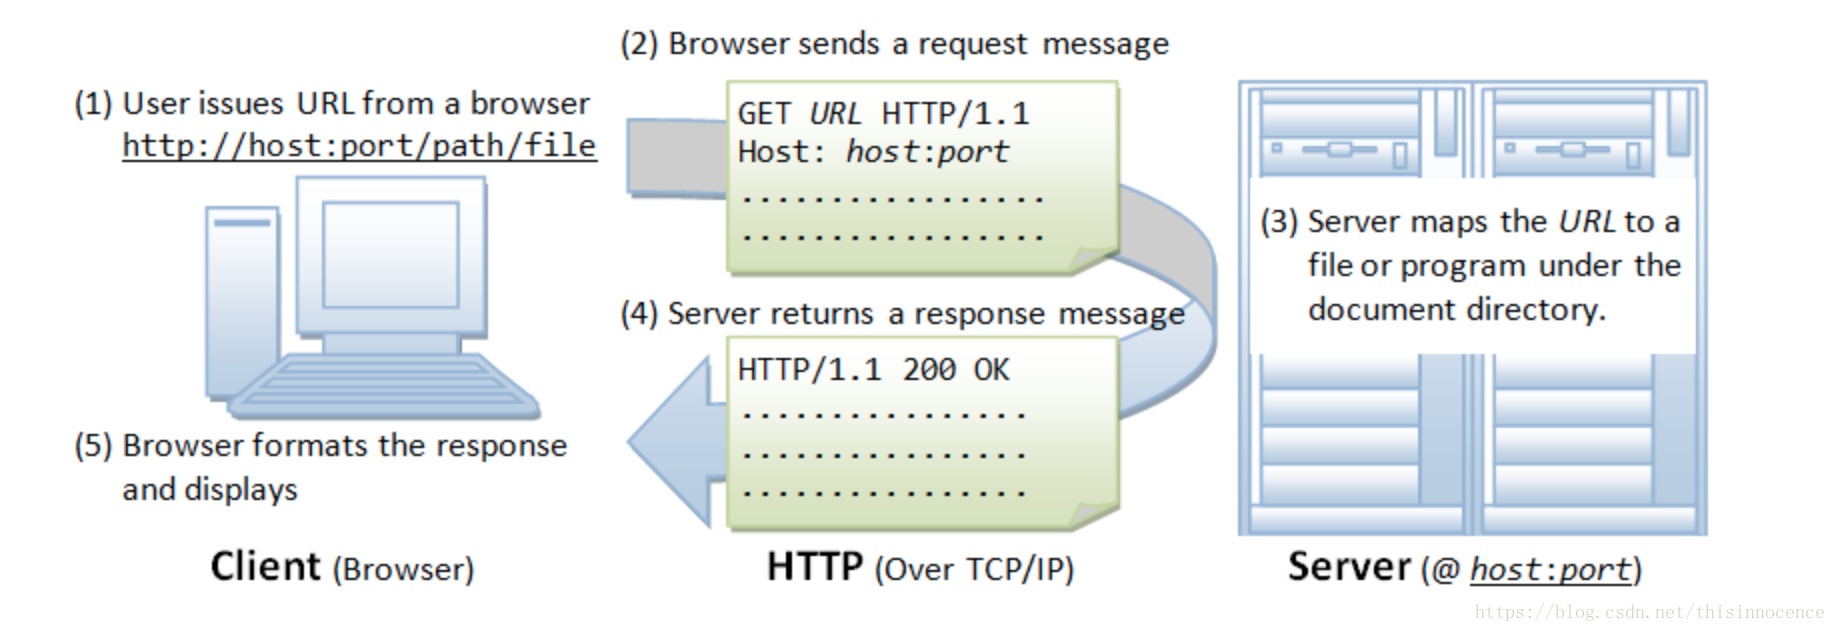 (2) Browser sends a request message
(1) User issues URL from a browser
http://host:port/path/file
GET URL HTTP/1.1
Host: host:port
..................
..................
(3) Server maps the URL to a
file or program under the
document directory.
(4) Server returns a response message
HTTP/1.1 200 OK
.................
.................
.................
(5) Browser formats the response
and displays
Client (Browser)
HTTP (Over TCP/IP)
Server (@ host:port)
https://blog.csdn.net/thisinnocence